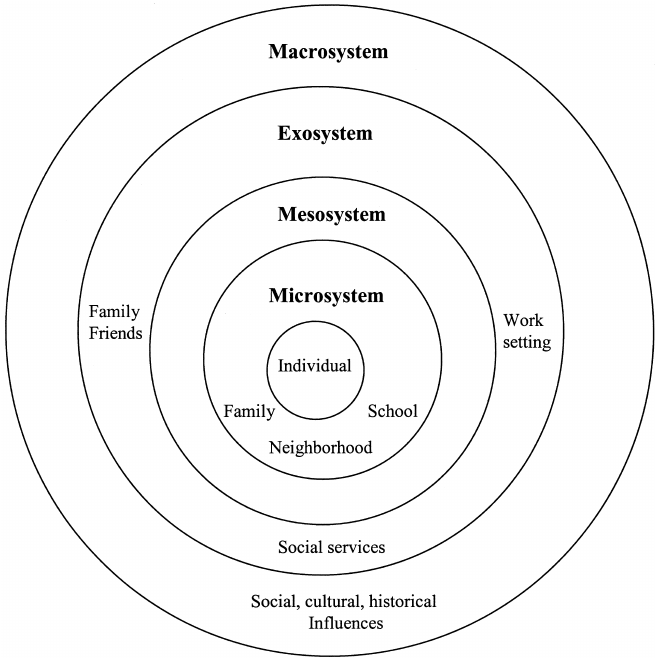 Macrosystem
Exosystem
Mesosystem
Microsystem
Family
Friends
Work
setting
Individual
Family
School
Neighborhood
Social services
Social, cultural, historical
Influences